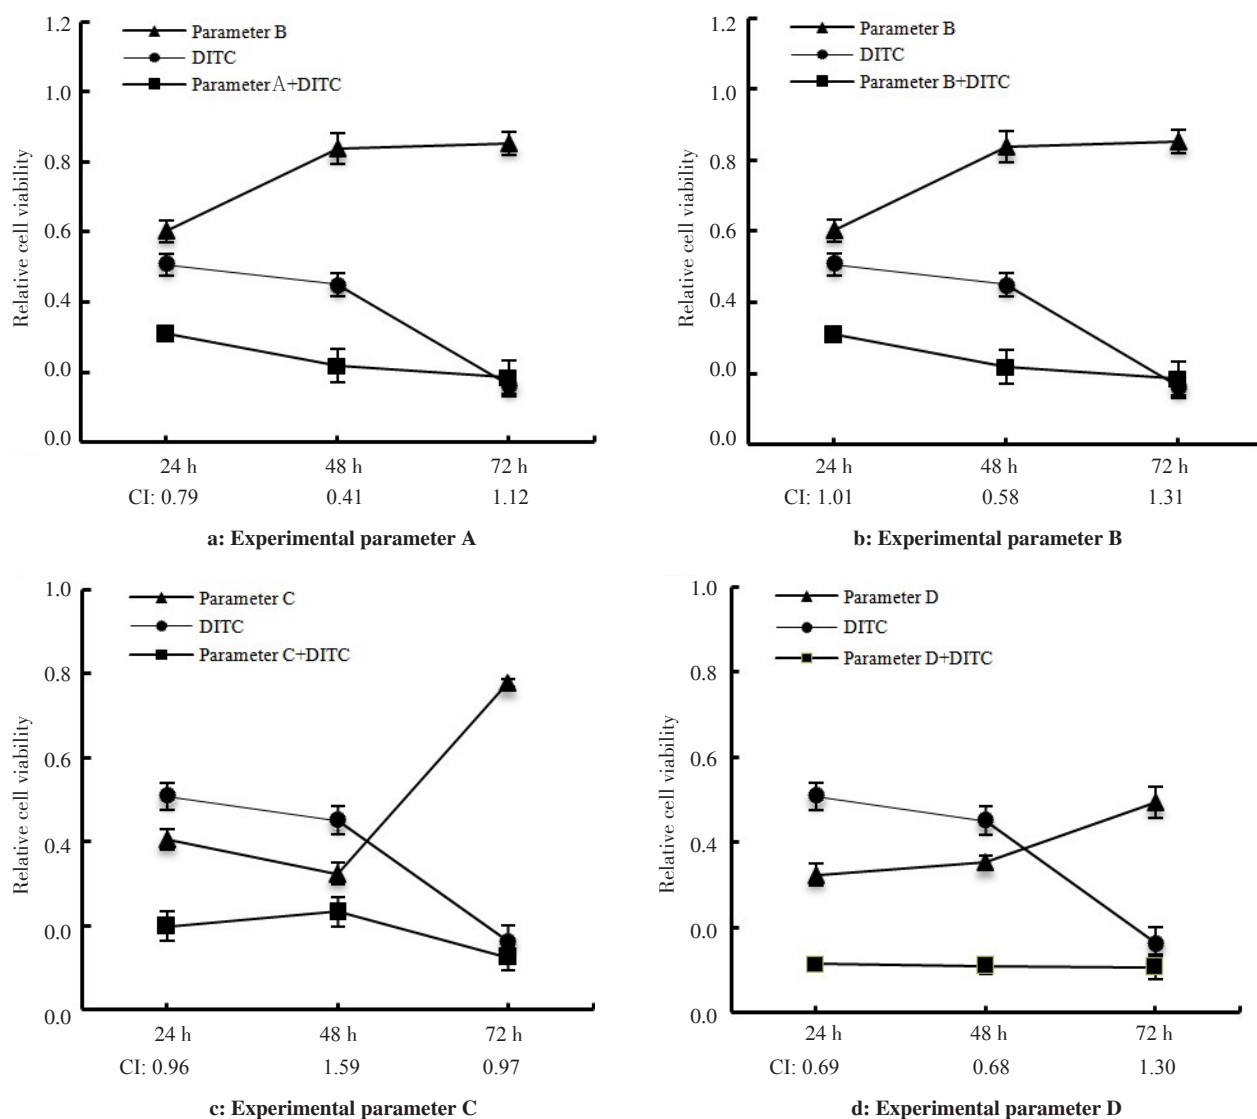 1.2
Parameter B
DITC
Parameter A+DITC
1.0
0.8
0.6
0.4
0.0
0.0
Relative cell viability
24 h 48 h 72 h
CI: 0.79 0.41 1.12
a: Experimental parameter A
1.2
Parameter B
DITC
Parameter B+DITC
1.0
0.8
0.6
0.4
0.0
0.0
Relative cell viability
24 h 48 h 72 h
CI: 1.01 0.58 1.31
b: Experimental parameter B
1.0
Parameter C
DITC
Parameter C+DITC
0.8
0.6
0.4
0.0
0.0
Relative cell viability
24 h 48 h 72 h
CI: 0.96 1.59 0.97
c: Experimental parameter C
1.0
Parameter D
DITC
Parameter D+DITC
0.8
0.6
0.4
0.0
0.0
Relative cell viability
24 h 48 h 72 h
CI: 0.69 0.68 1.30
d: Experimental parameter D